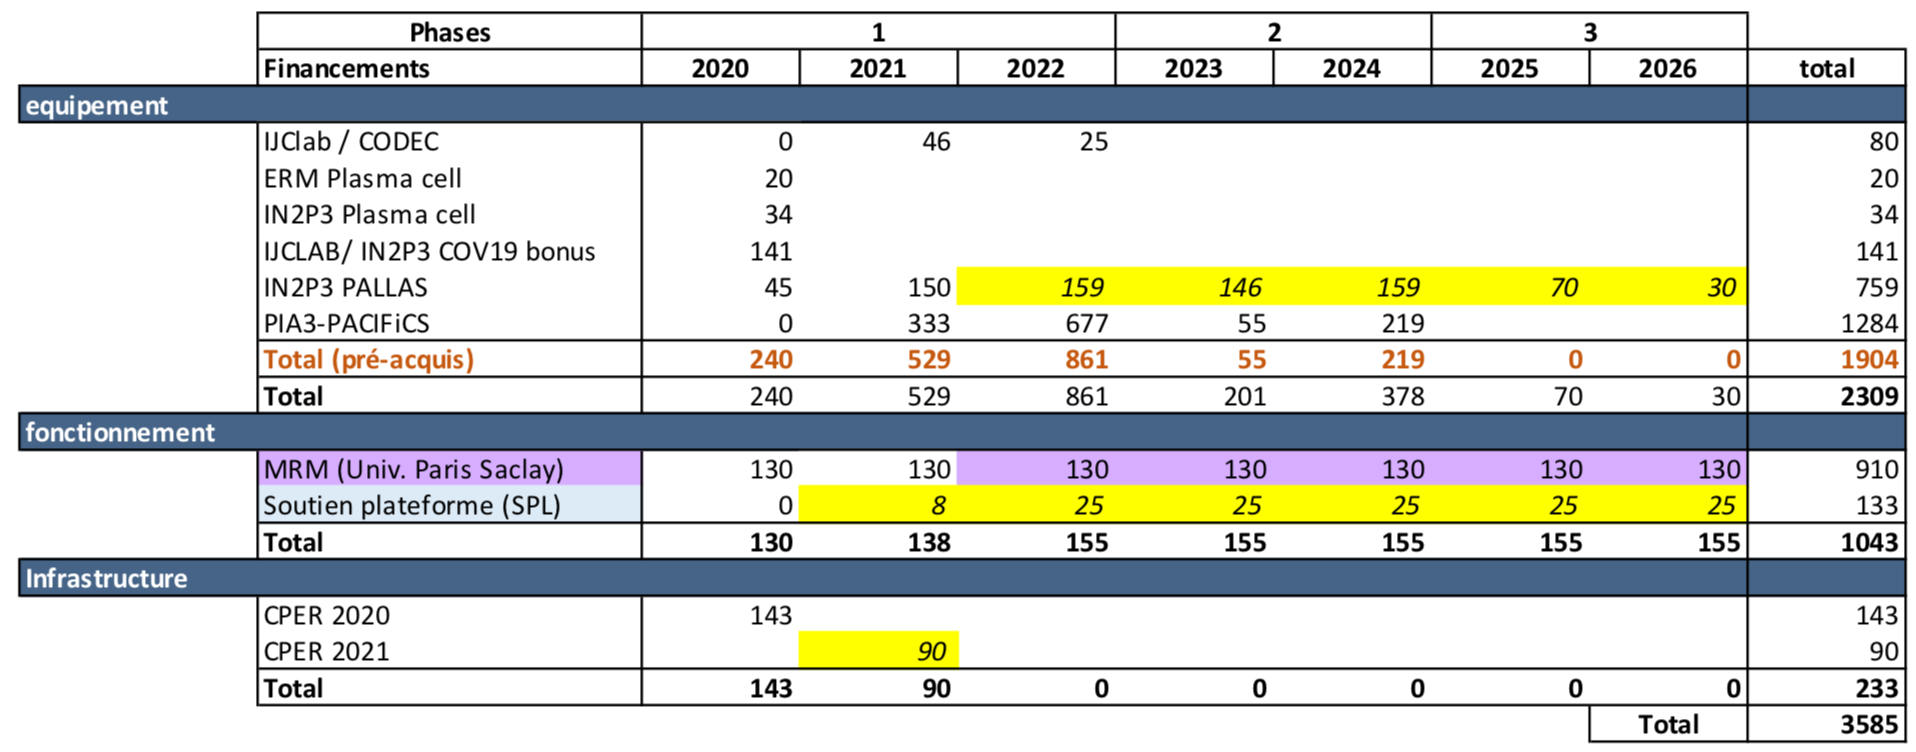 Phases 1 2 3
Financements 2020 2021 2022 2023 2024 2025 2026 total
equipement
IJClab / CODEC 0 46 25 80
ERM Plasma cell 20 20
IN2P3 Plasma cell 34 34
IJCLAB/ IN2P3 COV19 bonus 141 141
IN2P3 PALLAS 45 150 159 146 159 70 30 759
PIA3-PACIFiCS 0 333 677 55 219 1284
Total (pré-acquis) 240 529 861 55 219 0 0 1904
Total 240 529 861 201 378 70 30 2309
fonctionnement
MRM (Univ. Paris Saclay) 130 130 130 130 130 130 130 910
Soutien plateforme (SPL) 0 8 25 25 25 25 25 133
Total 130 138 155 155 155 155 155 1043
Infrastructure
CPER 2020 143 143
CPER 2021 90 90
Total 143 90 0 0 0 0 0 233
Total 3585